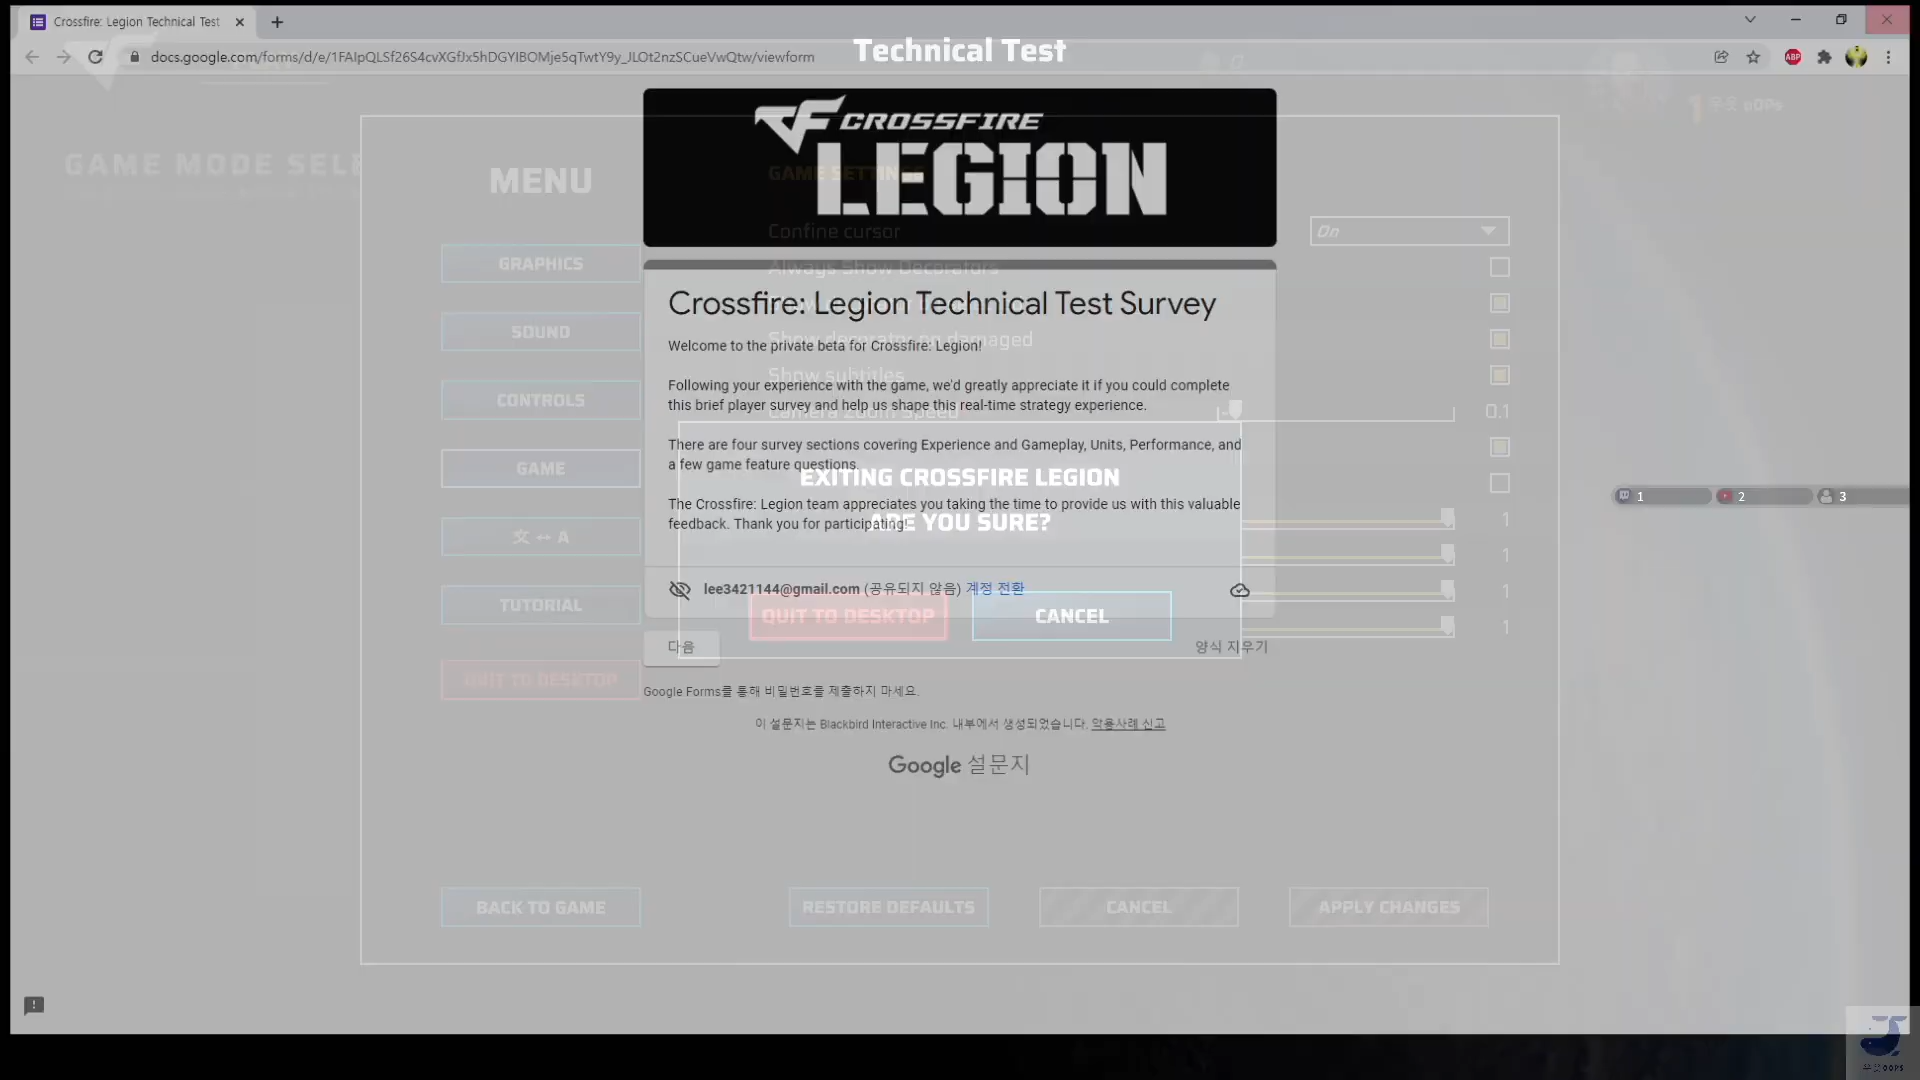 Crossfire: Legion Technical Test
docs.google.com/forms/d/e/1FAIpQLSf26S4cvXGfJx5hDGYIBOMje5qTwtY9y_JLOt2nzSCueVwQtw/viewform
ABP
Technical Test
CROSSFIRE
LEGION
GAME MODE SELE
MENU
GAME SETTINGS
Confine cursor
On
GRAPHICS
Always Show Decorators
Crossfire: Legion Technical Test Survey
SOUND
Show decorator on damaged
Welcome to the private beta for Crossfire: Legion!
Show subtitles
Following your experience with the game, we'd greatly appreciate it if you could complete
this brief player survey and help us shape this real-time strategy experience.
CONTROLS
Camera Zoom Speed
0.1
There are four survey sections covering Experience and Gameplay, Units, Performance, and
a few game feature questions.
GAME
EXITING CROSSFIRE LEGION
ARE YOU SURE?
1
2
3
The Crossfire: Legion team appreciates you taking the time to provide us with this valuable
feedback. Thank you for participating!
文 ↔ A
1
1
1
1
lee3421144@gmail.com (공유되지 않음) 계정 전환
TUTORIAL
QUIT TO DESKTOP
CANCEL
다음
양식 지우기
QUIT TO DESKTOP
Google Forms를 통해 비밀번호를 제출하지 마세요.
이 설문지는 Blackbird Interactive Inc. 내부에서 생성되었습니다. 악용사례 신고
Google 설문지
BACK TO GAME
RESTORE DEFAULTS
CANCEL
APPLY CHANGES